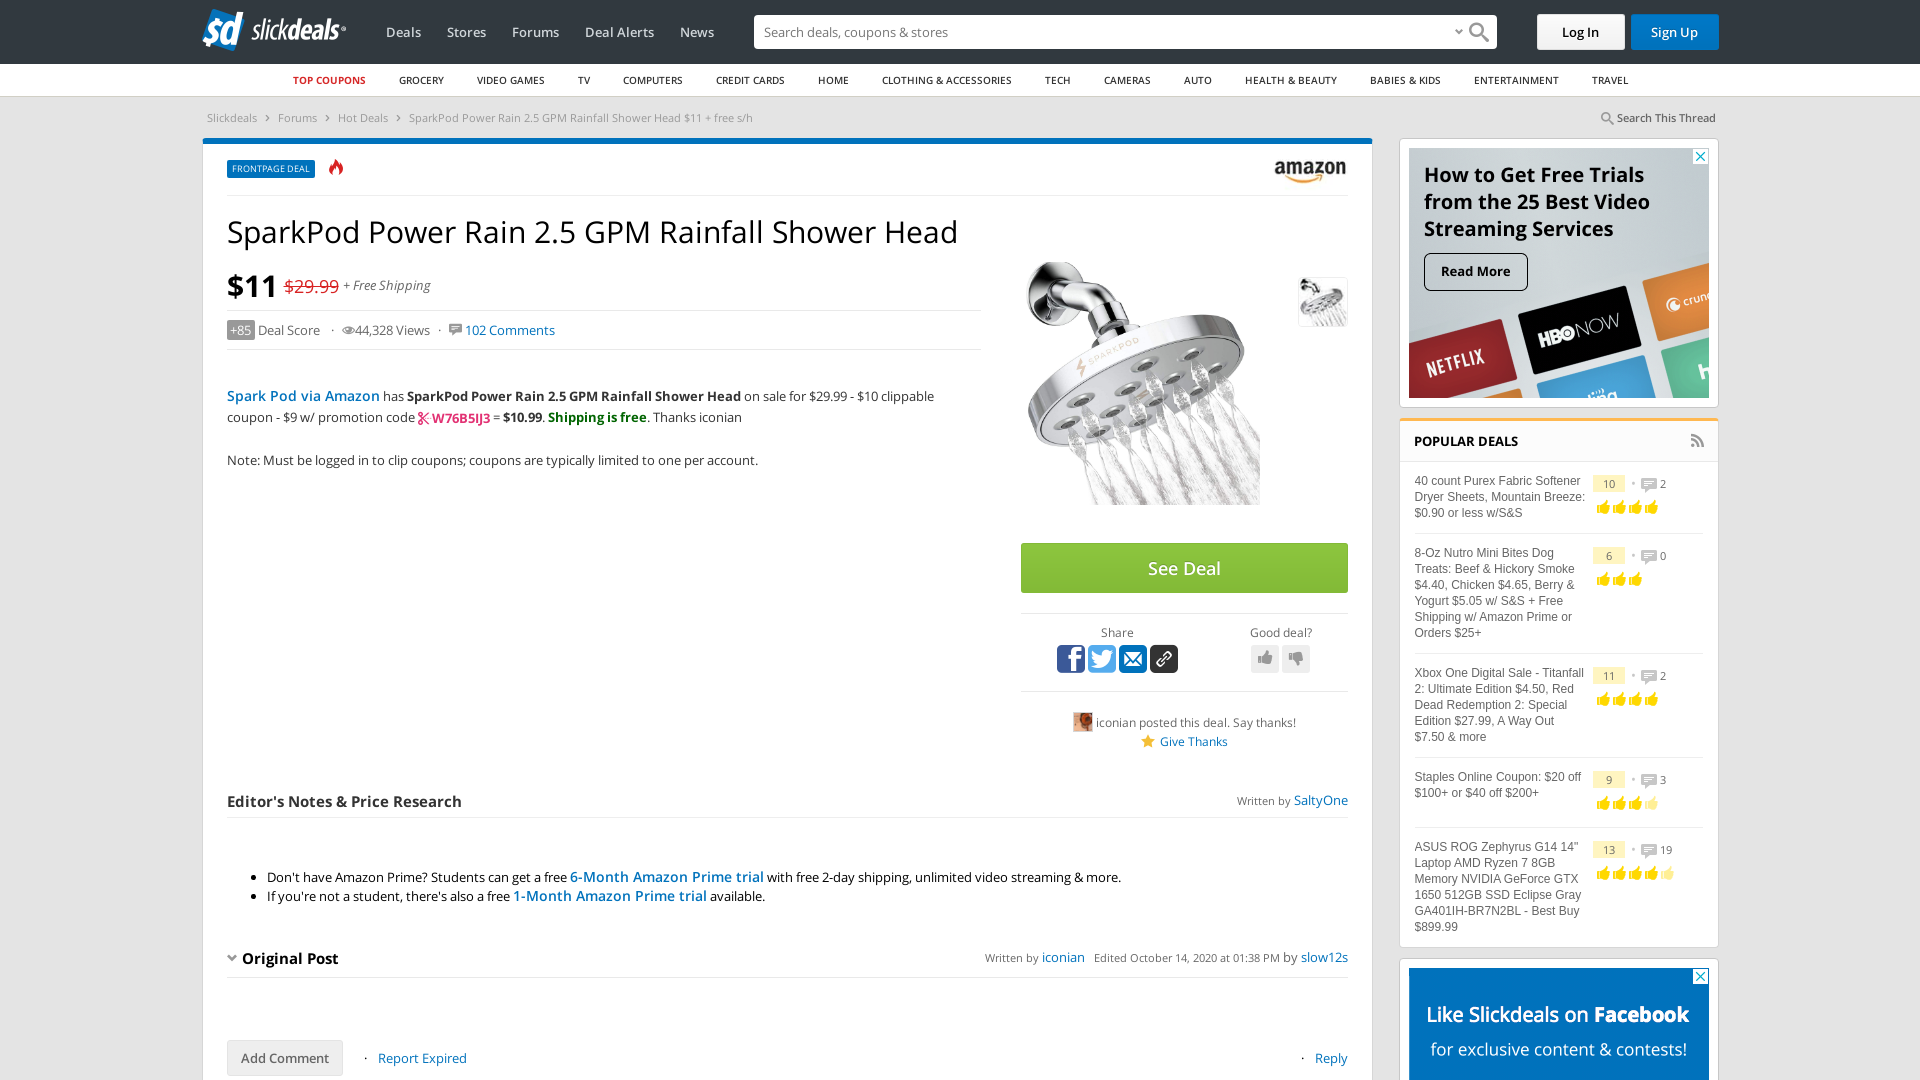 sd slickdeals
Deals
Stores
Forums
Deal Alerts
News
Search deals, coupons & stores
Log In
Sign Up
TOP COUPONS
GROCERY
VIDEO GAMES
TV
COMPUTERS
CREDIT CARDS
HOME
CLOTHING & ACCESSORIES
TECH
CAMERAS
AUTO
HEALTH & BEAUTY
BABIES & KIDS
ENTERTAINMENT
TRAVEL
Slickdeals › Forums › Hot Deals › SparkPod Power Rain 2.5 GPM Rainfall Shower Head $11 + free s/h
Search This Thread
FRONTPAGE DEAL
amazon
SparkPod Power Rain 2.5 GPM Rainfall Shower Head
$11 $29.99 + Free Shipping
+85 Deal Score · 44,328 Views · 102 Comments
Spark Pod via Amazon has SparkPod Power Rain 2.5 GPM Rainfall Shower Head on sale for $29.99 - $10 clippable
coupon - $9 w/ promotion code W76B5IJ3 = $10.99. Shipping is free. Thanks iconian
Note: Must be logged in to clip coupons; coupons are typically limited to one per account.
SPARKPOD
See Deal
Share
Good deal?
iconian posted this deal. Say thanks!
Give Thanks
Editor's Notes & Price Research
Written by SaltyOne
• Don't have Amazon Prime? Students can get a free 6-Month Amazon Prime trial with free 2-day shipping, unlimited video streaming & more.
• If you're not a student, there's also a free 1-Month Amazon Prime trial available.
Original Post
Written by iconian Edited October 14, 2020 at 01:38 PM by slow12s
Add Comment
· Report Expired
· Reply
How to Get Free Trials
from the 25 Best Video
Streaming Services
Read More
NETFLIX
HBO NOW
crun
POPULAR DEALS
40 count Purex Fabric Softener
Dryer Sheets, Mountain Breeze:
$0.90 or less w/S&S
10 • 2
8-Oz Nutro Mini Bites Dog
Treats: Beef & Hickory Smoke
$4.40, Chicken $4.65, Berry &
Yogurt $5.05 w/ S&S + Free
Shipping w/ Amazon Prime or
Orders $25+
6 • 0
Xbox One Digital Sale - Titanfall
2: Ultimate Edition $4.50, Red
Dead Redemption 2: Special
Edition $27.99, A Way Out
$7.50 & more
11 • 2
Staples Online Coupon: $20 off
$100+ or $40 off $200+
9 • 3
ASUS ROG Zephyrus G14 14"
Laptop AMD Ryzen 7 8GB
Memory NVIDIA GeForce GTX
1650 512GB SSD Eclipse Gray
GA401IH-BR7N2BL - Best Buy
$899.99
13 • 19
Like Slickdeals on Facebook
for exclusive content & contests!